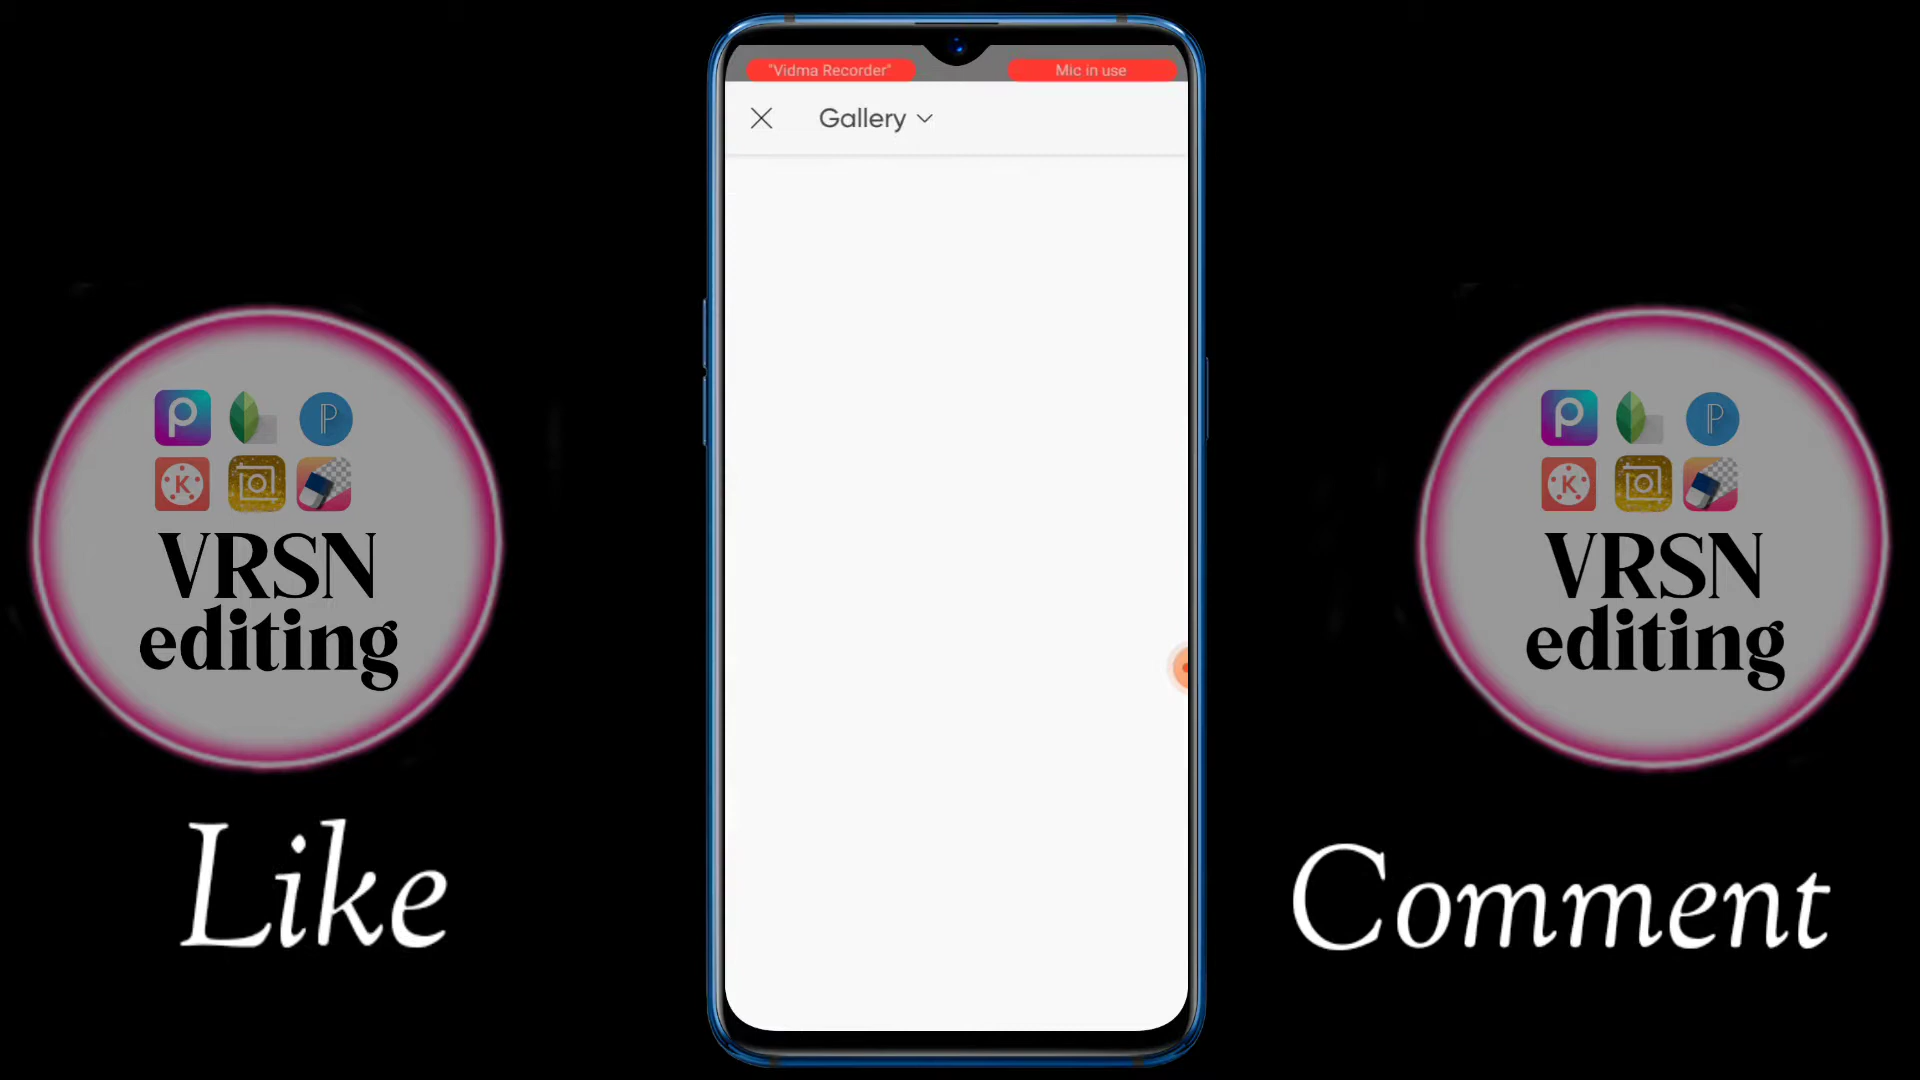 "Vidma Recorder"
Mic in use
Gallery
VRSN
editing
Like
VRSN
editing
Comment